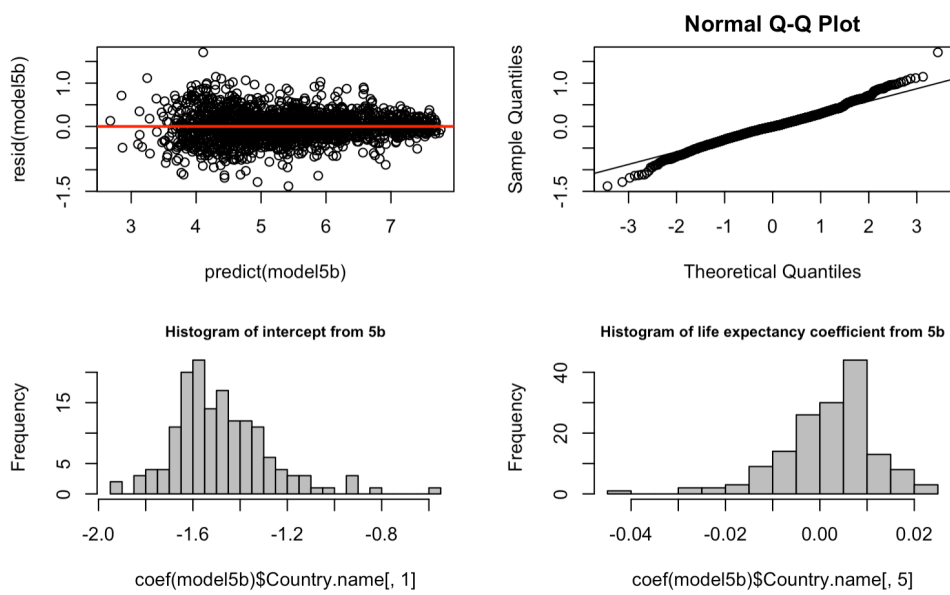 resid(model5b)
1.0
0.0
-1.5
3 4 5 6 7
predict(model5b)
Normal Q-Q Plot
Sample Quantiles
1.0
0.0
-1.5
-3 -2 -1 0 1 2 3
Theoretical Quantiles
Histogram of intercept from 5b
Frequency
15
5
0
-2.0 -1.6 -1.2 -0.8
coef(model5b)$Country.name[, 1]
Histogram of life expectancy coefficient from 5b
Frequency
40
20
0
-0.04 -0.02 0.00 0.02
coef(model5b)$Country.name[, 5]